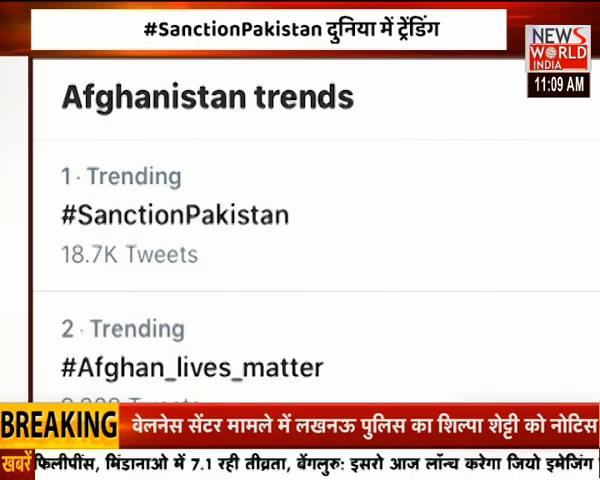 #SanctionPakistan दुनिया में ट्रेंडिंग
NEWS
WORLD
INDIA
11:09 AM
Afghanistan trends
1 · Trending
#SanctionPakistan
18.7K Tweets
2 · Trending
#Afghan_lives_matter
Tweets
BREAKING
वेलनेस सेंटर मामले में लखनऊ पुलिस का शिल्पा शेट्टी को नोटिस
खबरें
फिलीपींस, मिंडानाओ में 7.1 रही तीव्रता, बेंगलुरु: इसरो आज लॉन्च करेगा जियो इमेजिंग